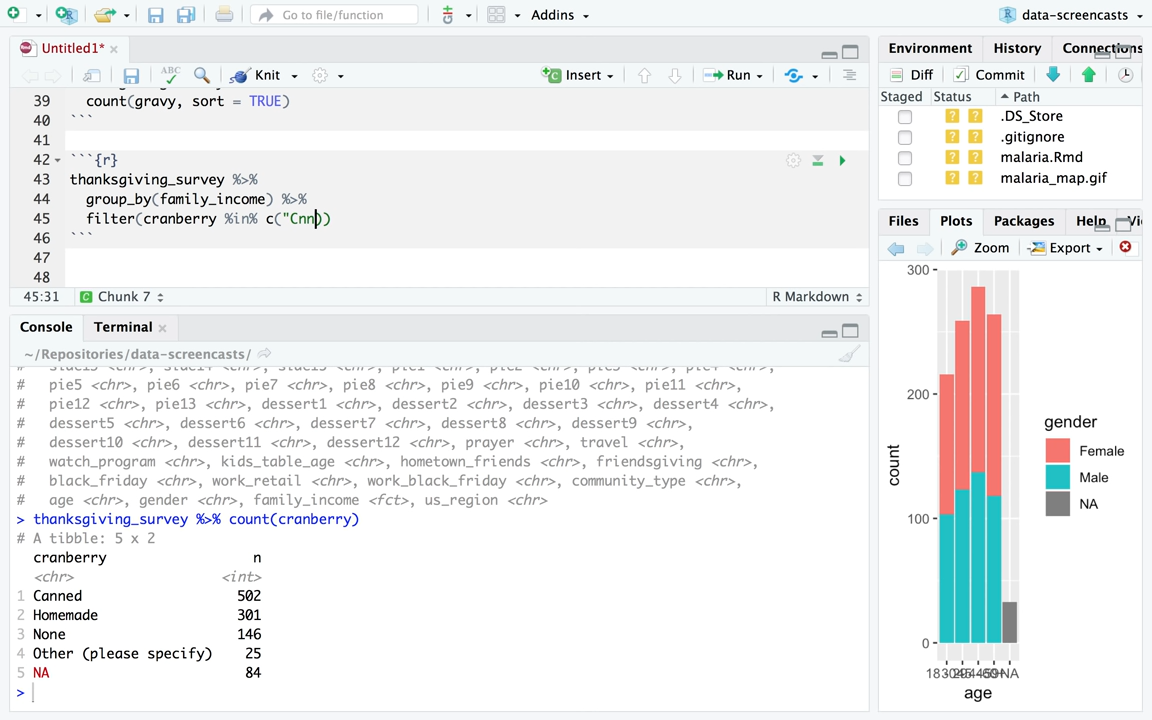 Go to file/function
Addins
data-screencasts
Untitled1*
ABC
Knit
Insert
Run
39 count(gravy, sort = TRUE)
40 ```
41
42 ```{r}
43 thanksgiving_survey %>%
44 group_by(family_income) %>%
45 filter(cranberry %in% c("Cnn))
46 ```
47
48
45:31 Chunk 7 R Markdown
Console Terminal
~/Repositories/data-screencasts/
# pie5 <chr>, pie6 <chr>, pie7 <chr>, pie8 <chr>, pie9 <chr>, pie10 <chr>, pie11 <chr>,
# pie12 <chr>, pie13 <chr>, dessert1 <chr>, dessert2 <chr>, dessert3 <chr>, dessert4 <chr>,
# dessert5 <chr>, dessert6 <chr>, dessert7 <chr>, dessert8 <chr>, dessert9 <chr>,
# dessert10 <chr>, dessert11 <chr>, dessert12 <chr>, prayer <chr>, travel <chr>,
# watch_program <chr>, kids_table_age <chr>, hometown_friends <chr>, friendsgiving <chr>,
# black_friday <chr>, work_retail <chr>, work_black_friday <chr>, community_type <chr>,
# age <chr>, gender <chr>, family_income <fct>, us_region <chr>
> thanksgiving_survey %>% count(cranberry)
# A tibble: 5 x 2
cranberry n
<chr> <int>
1 Canned 502
2 Homemade 301
3 None 146
4 Other (please specify) 25
5 NA 84
>
Environment History Connections
Diff Commit
Staged Status Path
? ? .DS_Store
? ? .gitignore
? ? malaria.Rmd
? ? malaria_map.gif
Files Plots Packages Help
Zoom Export
300
200
100
0
count
NA
age
gender
Female
Male
NA